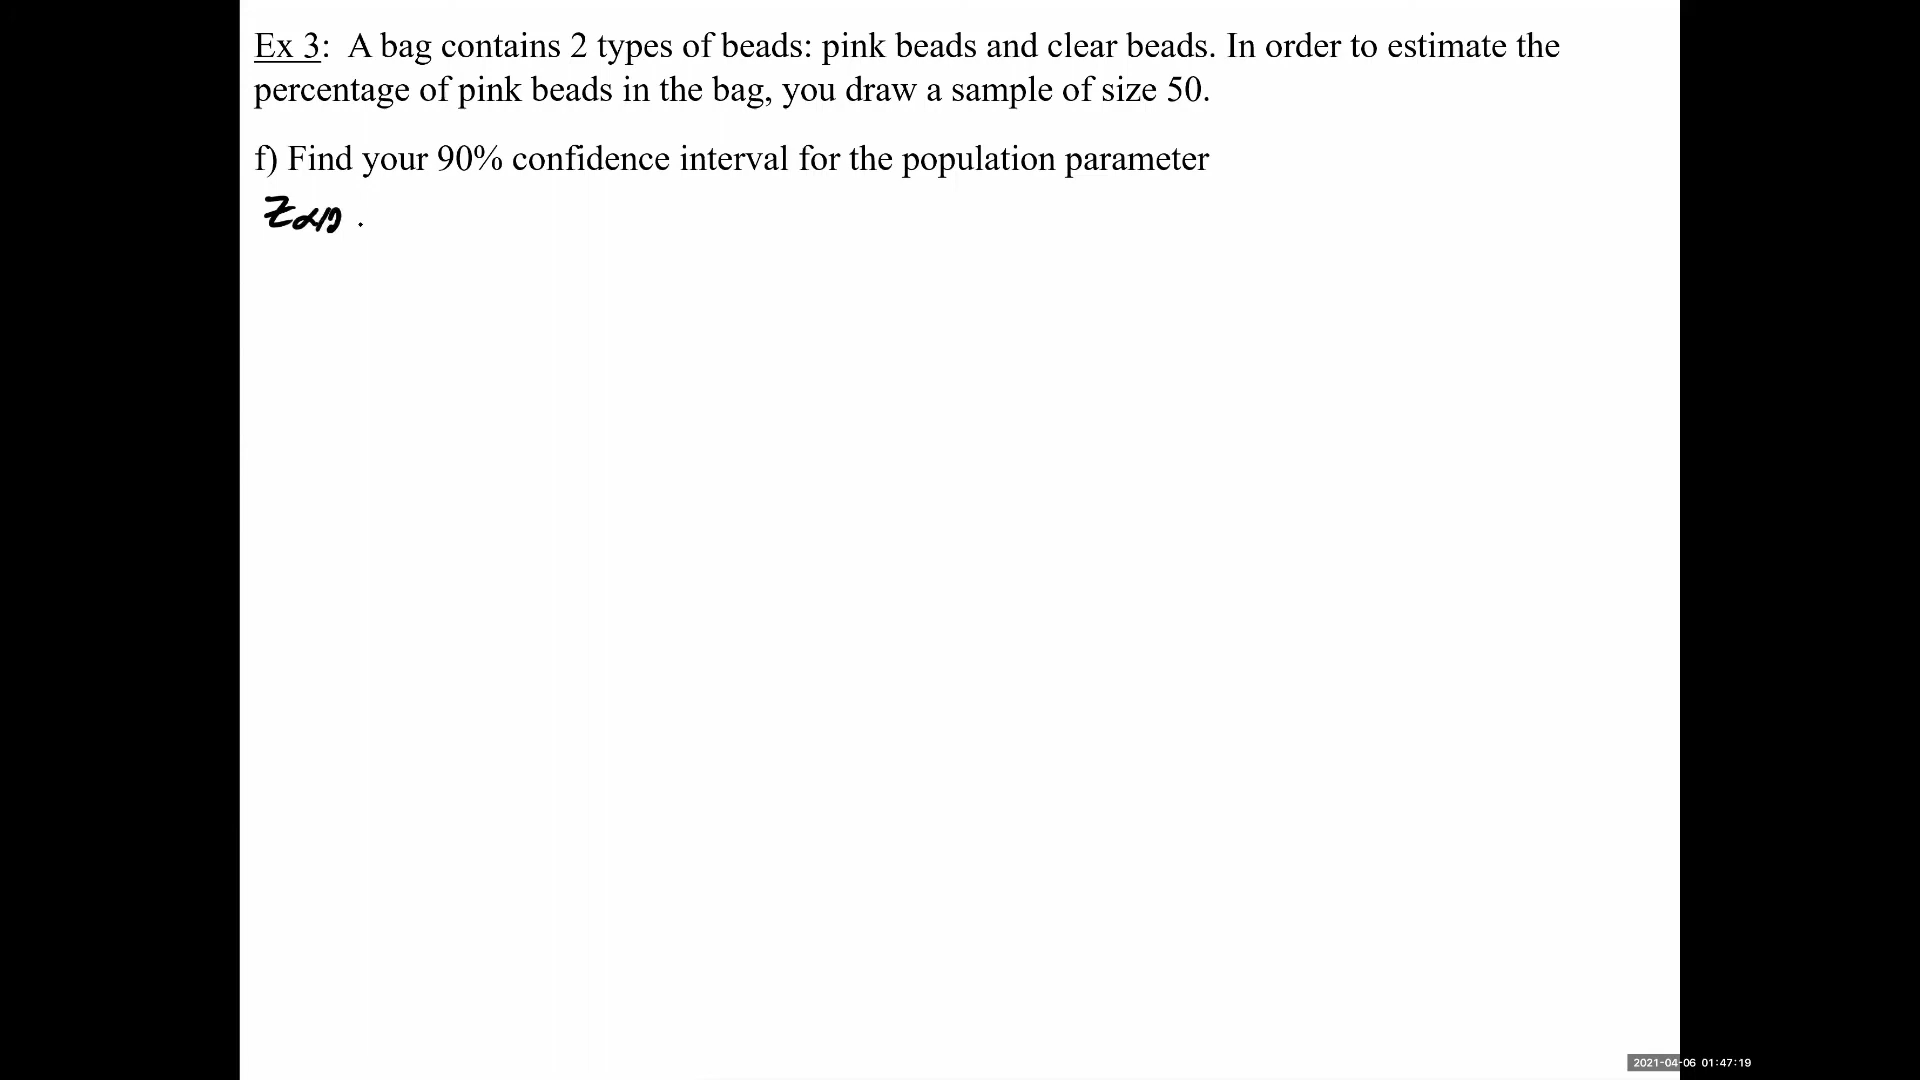 Ex 3: A bag contains 2 types of beads: pink beads and clear beads. In order to estimate the
percentage of pink beads in the bag, you draw a sample of size 50.
f) Find your 90% confidence interval for the population parameter
Zα/2
2021-04-06 01:47:19